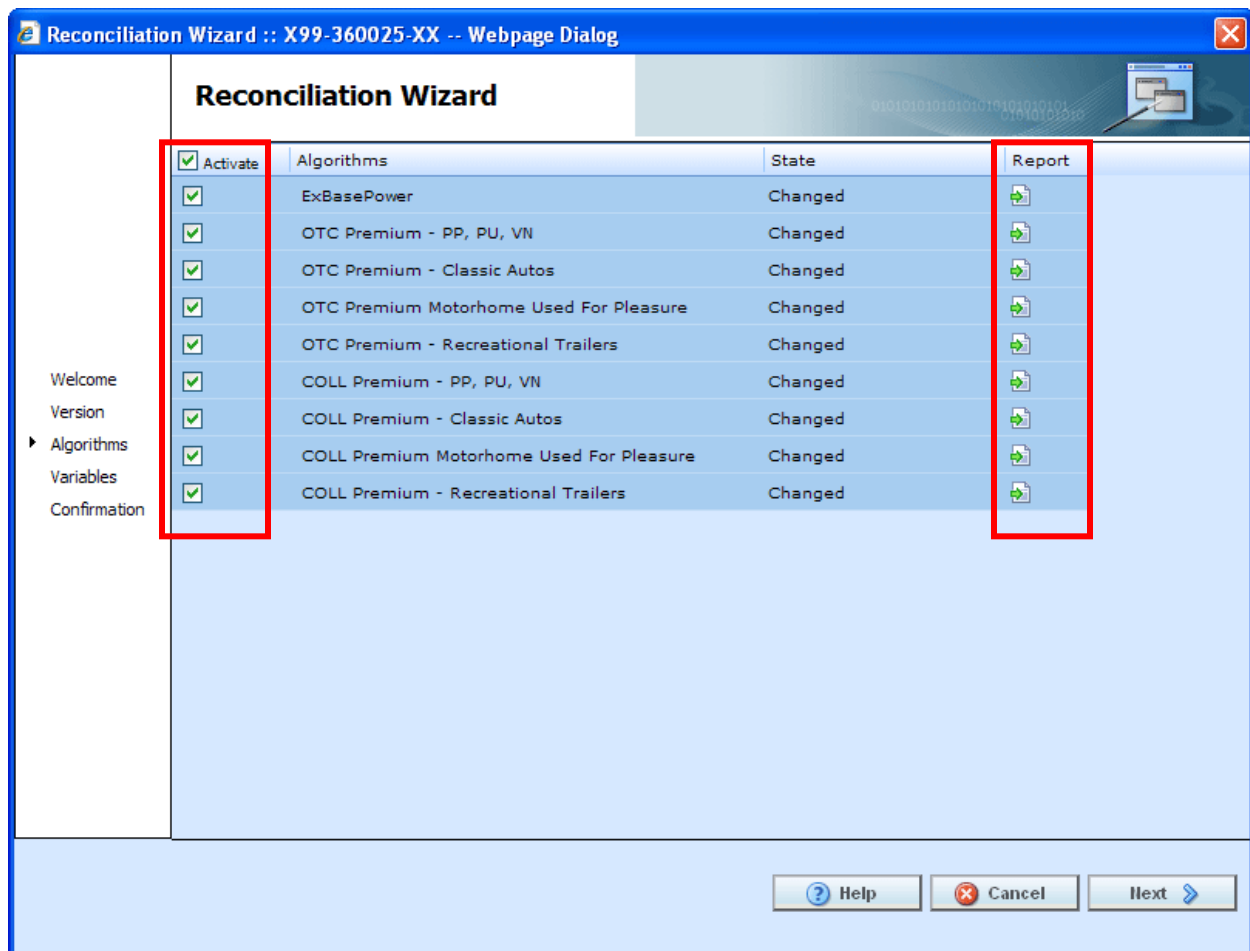 Reconciliation Wizard :: X99-360025-XX -- Webpage Dialog
Reconciliation Wizard
Activate Algorithms State Report
ExBasePower Changed
OTC Premium - PP, PU, VN Changed
OTC Premium - Classic Autos Changed
OTC Premium Motorhome Used For Pleasure Changed
OTC Premium - Recreational Trailers Changed
COLL Premium - PP, PU, VN Changed
COLL Premium - Classic Autos Changed
COLL Premium Motorhome Used For Pleasure Changed
COLL Premium - Recreational Trailers Changed
Welcome
Version
Algorithms
Variables
Confirmation
Help Cancel Next